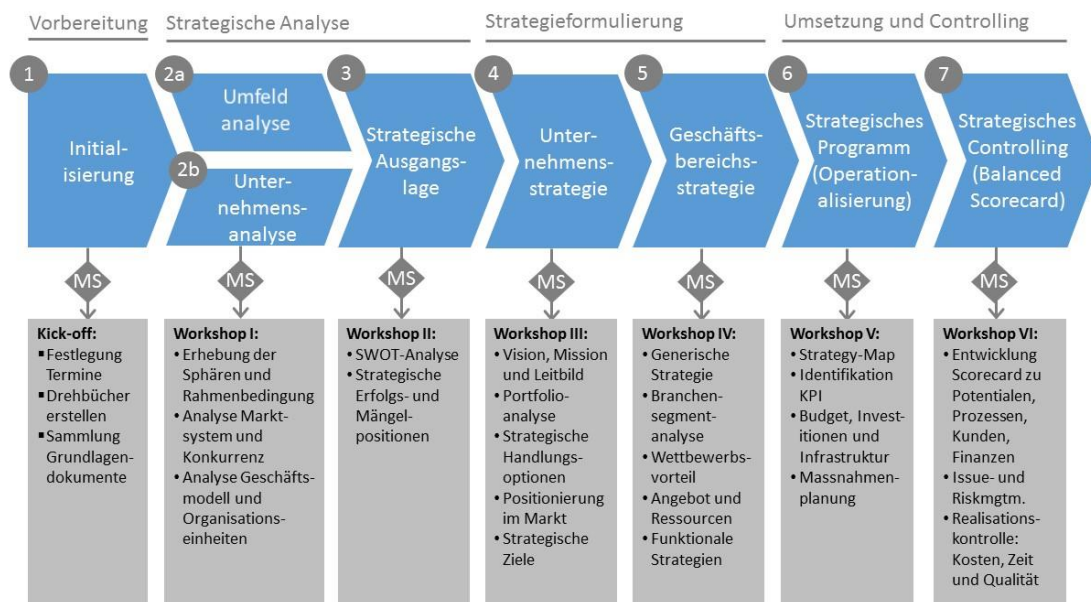 Vorbereitung
Strategische Analyse
Strategieformulierung
Umsetzung und Controlling
1
Initial-
isierung
2a
Umfeld
analyse
2b
Unter-
nehmens-
analyse
3
Strategische
Ausgangs-
lage
4
Unter-
nehmens-
strategie
5
Geschäfts-
bereichs-
strategie
6
Strategisches
Programm
(Operation-
alisierung)
7
Strategisches
Controlling
(Balanced
Scorecard)
MS
MS
MS
MS
MS
MS
MS
Kick-off:
▪ Festlegung
Termine
▪ Drehbücher
erstellen
▪ Sammlung
Grundlagen-
dokumente
Workshop I:
• Erhebung der
Sphären und
Rahmenbedingung
• Analyse Markt-
system und
Konkurrenz
• Analyse Geschäfts-
modell und
Organisations-
einheiten
Workshop II:
• SWOT-Analyse
• Strategische
Erfolgs- und
Mängel-
positionen
Workshop III:
• Vision, Mission
und Leitbild
• Portfolio-
analyse
• Strategische
Handlungs-
optionen
• Positionierung
im Markt
• Strategische
Ziele
Workshop IV:
• Generische
Strategie
• Branchen-
segment-
analyse
• Wettbewerbs-
vorteil
• Angebot und
Ressourcen
• Funktionale
Strategien
Workshop V:
• Strategy-Map
• Identifikation
KPI
• Budget, Invest-
itionen und
Infrastruktur
• Massnahmen-
planung
Workshop VI:
• Entwicklung
Scorecard zu
Potentialen,
Prozessen,
Kunden,
Finanzen
• Issue- und
Riskmgtm.
• Realisations-
kontrolle:
Kosten, Zeit
und Qualität